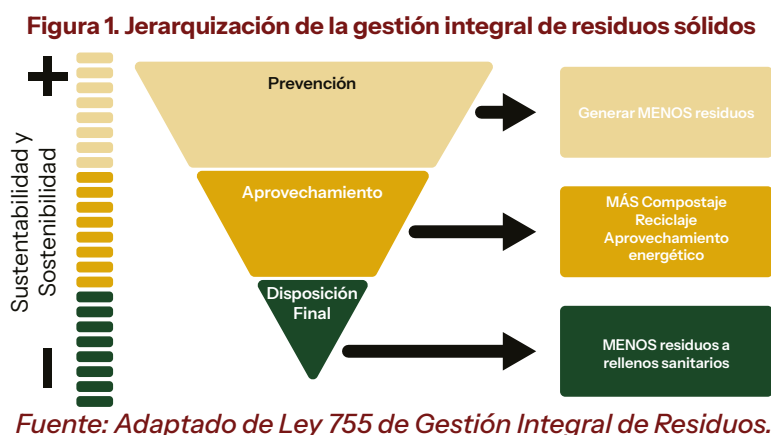 Figura 1. Jerarquización de la gestión integral de residuos sólidos
+
Sustentabilidad y
Sostenibilidad
–
Prevención
Generar MENOS residuos
Aprovechamiento
MÁS Compostaje
Reciclaje
Aprovechamiento
energético
Disposición
Final
MENOS residuos a
rellenos sanitarios
Fuente: Adaptado de Ley 755 de Gestión Integral de Residuos.